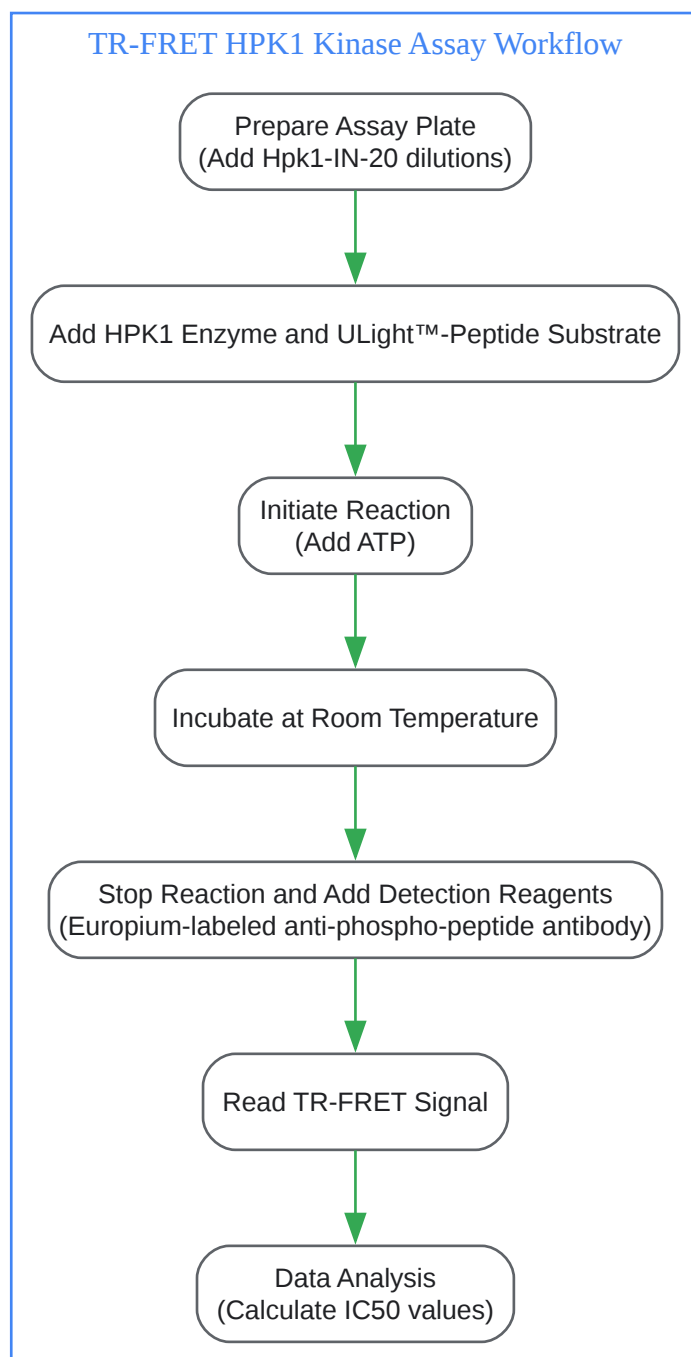 TR-FRET HPK1 Kinase Assay Workflow
Prepare Assay Plate
(Add Hpk1-IN-20 dilutions)
Add HPK1 Enzyme and ULight™-Peptide Substrate
Initiate Reaction
(Add ATP)
Incubate at Room Temperature
Stop Reaction and Add Detection Reagents
(Europium-labeled anti-phospho-peptide antibody)
Read TR-FRET Signal
Data Analysis
(Calculate IC50 values)